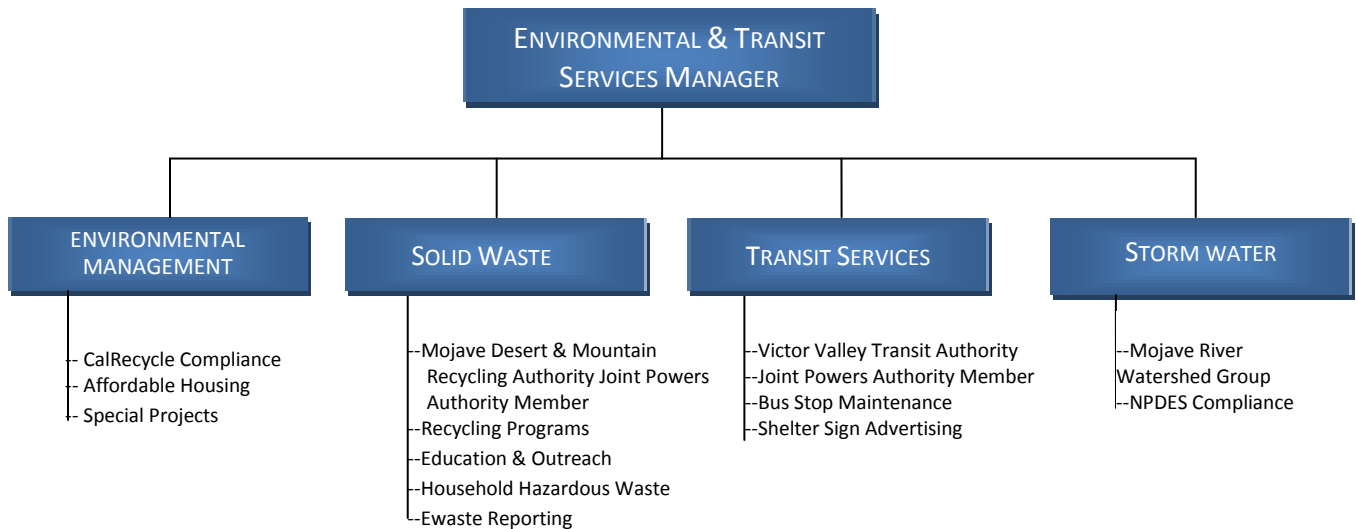 ENVIRONMENTAL & TRANSIT
SERVICES MANAGER
ENVIRONMENTAL
MANAGEMENT
-- CalRecycle Compliance
-- Affordable Housing
-- Special Projects
SOLID WASTE
--Mojave Desert & Mountain
Recycling Authority Joint Powers
Authority Member
--Recycling Programs
--Education & Outreach
--Household Hazardous Waste
--Ewaste Reporting
TRANSIT SERVICES
--Victor Valley Transit Authority
--Joint Powers Authority Member
--Bus Stop Maintenance
--Shelter Sign Advertising
STORM WATER
--Mojave River
Watershed Group
--NPDES Compliance